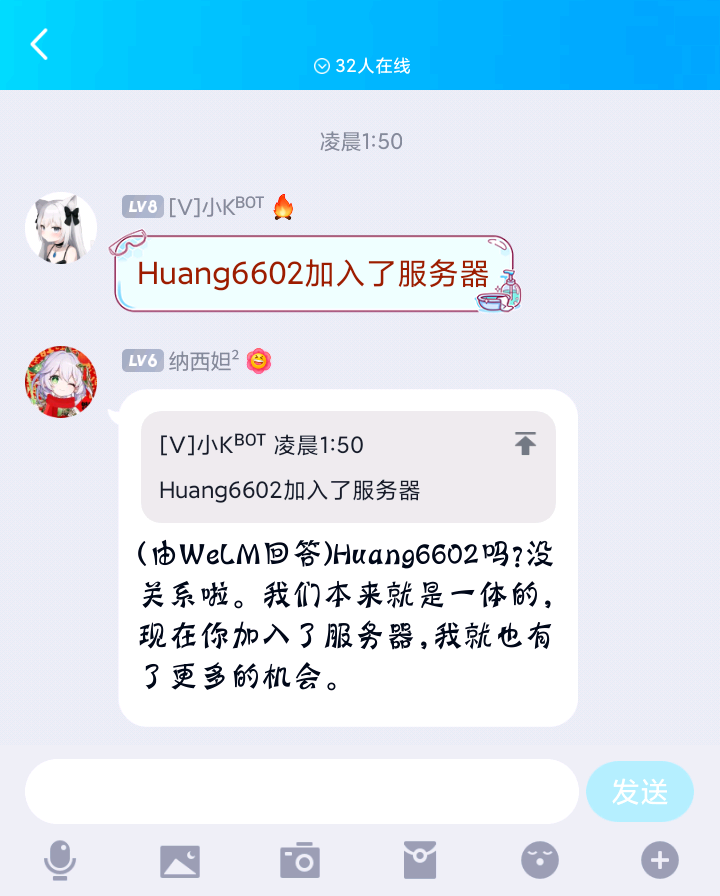 32人在线
凌晨1:50
LV8 [V]小K^BOT 🔥
Huang6602加入了服务器
LV6 纳西妲²
[V]小K^BOT 凌晨1:50
Huang6602加入了服务器
(由WeLM回答)Huang6602吗?没
关系啦。我们本来就是一体的,
现在你加入了服务器,我就也有
了更多的机会。
发送